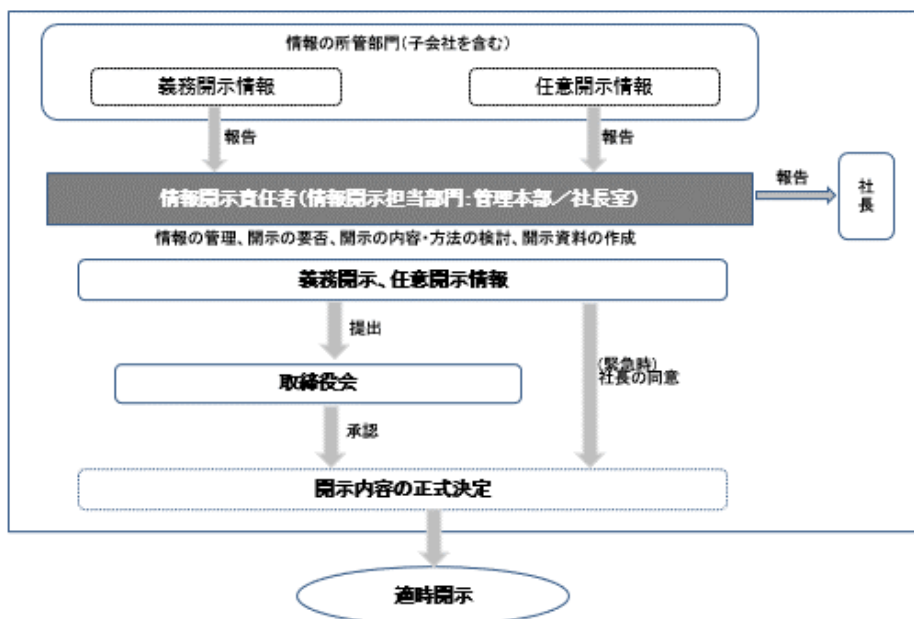 情報の所管部門(子会社を含む)
義務開示情報
任意開示情報
報告
報告
情報開示責任者(情報開示担当部門:管理本部/社長室)
報告
社長
情報の管理、開示の要否、開示の内容・方法の検討、開示資料の作成
義務開示、任意開示情報
提出
(緊急時)
社長の同意
取締役会
承認
開示内容の正式決定
適時開示